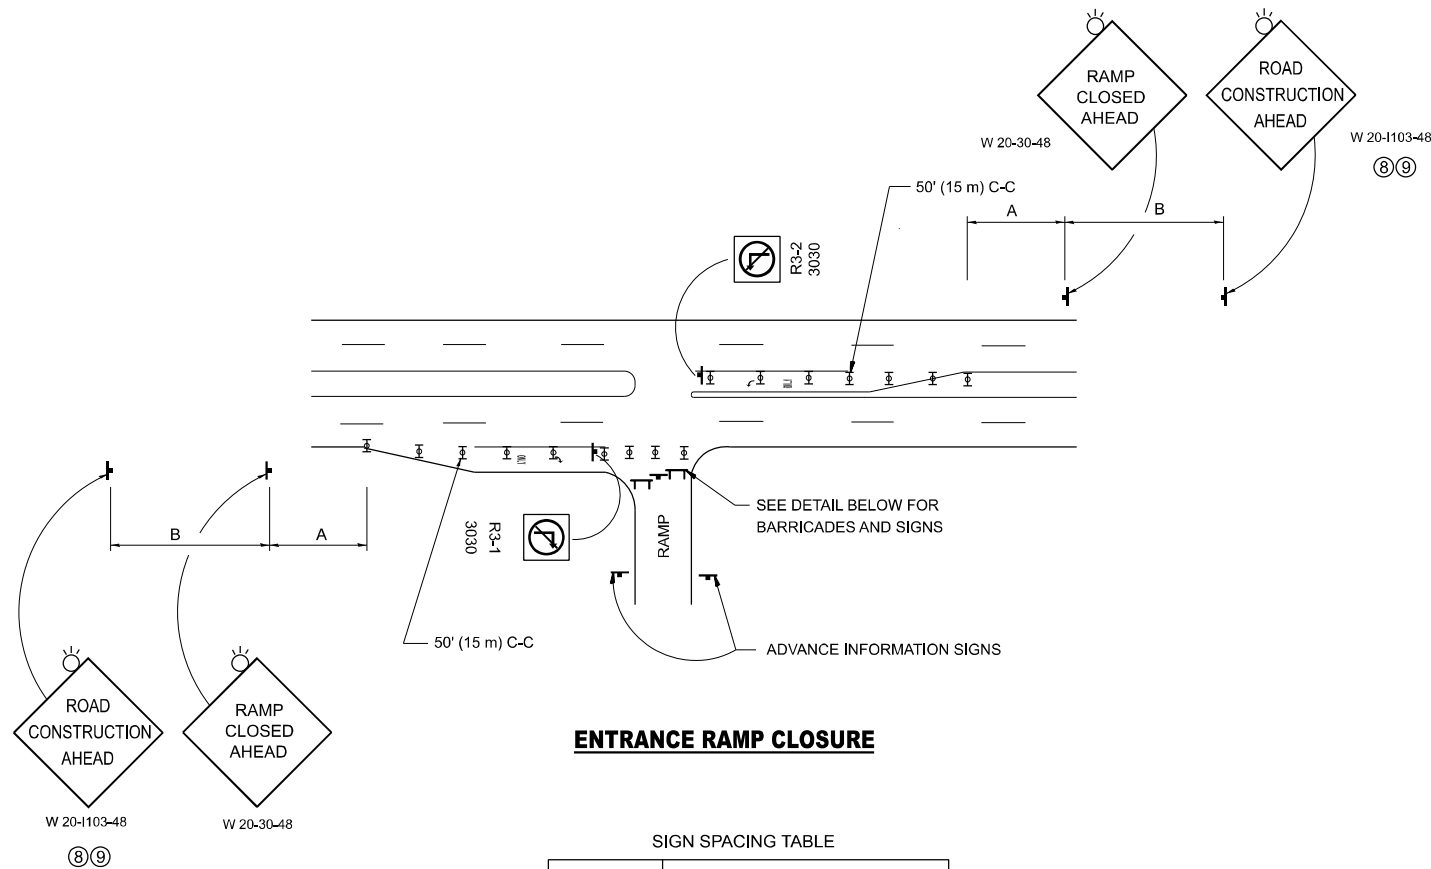 RAMP
CLOSED
AHEAD
W 20-30-48
ROAD
CONSTRUCTION
AHEAD
W 20-I103-48
⑧⑨
50' (15 m) C-C
A
B
R3-2
3030
ONLY
ONLY
SEE DETAIL BELOW FOR
BARRICADES AND SIGNS
B
A
R3-1
3030
RAMP
50' (15 m) C-C
ADVANCE INFORMATION SIGNS
ROAD
CONSTRUCTION
AHEAD
W 20-I103-48
⑧⑨
RAMP
CLOSED
AHEAD
W 20-30-48
ENTRANCE RAMP CLOSURE
SIGN SPACING TABLE